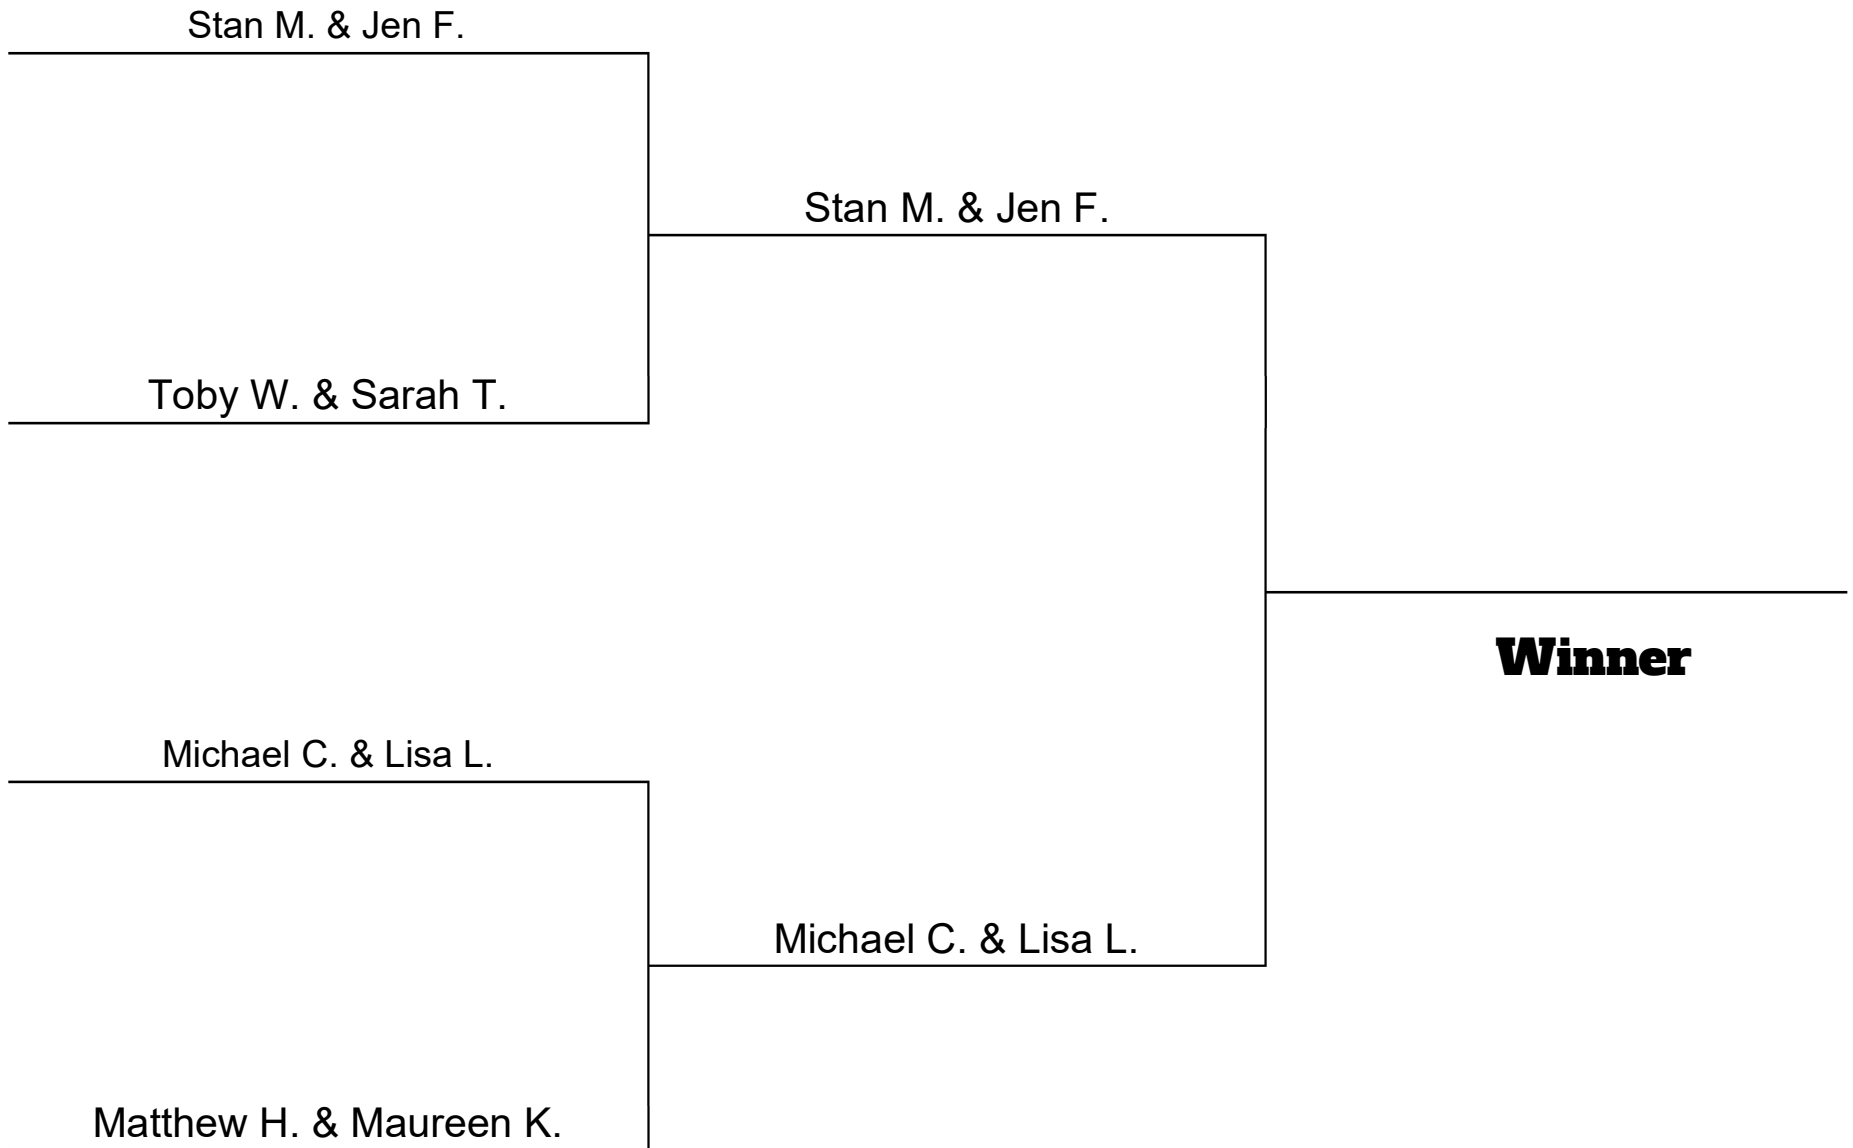 Stan M. & Jen F.
Stan M. & Jen F.
Toby W. & Sarah T.
Winner
Michael C. & Lisa L.
Michael C. & Lisa L.
Matthew H. & Maureen K.